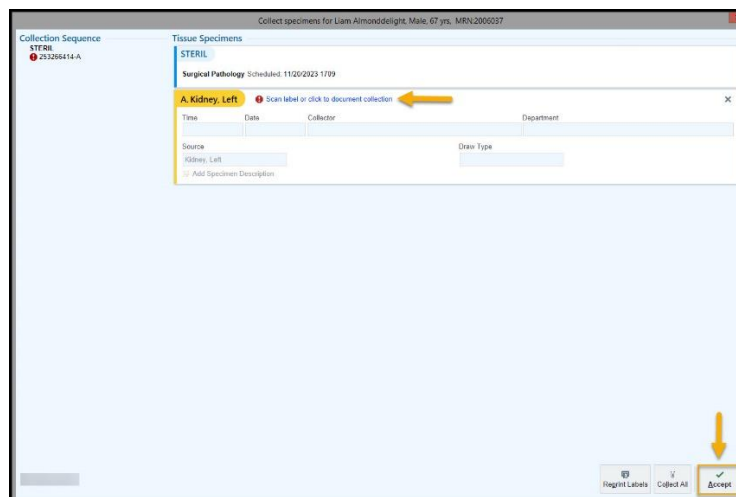 Collect specimens for Liam Almonddelight, Male, 67 yrs, MRN:2006037
Collection Sequence
STERIL
253266414-A
Tissue Specimens
STERIL
Surgical Pathology Scheduled: 11/20/2023 1709
A. Kidney, Left Scan label or click to document collection
Time Date Collector Department
Source Draw Type
Kidney, Left
Add Specimen Description
Reprint Labels Collect All Accept